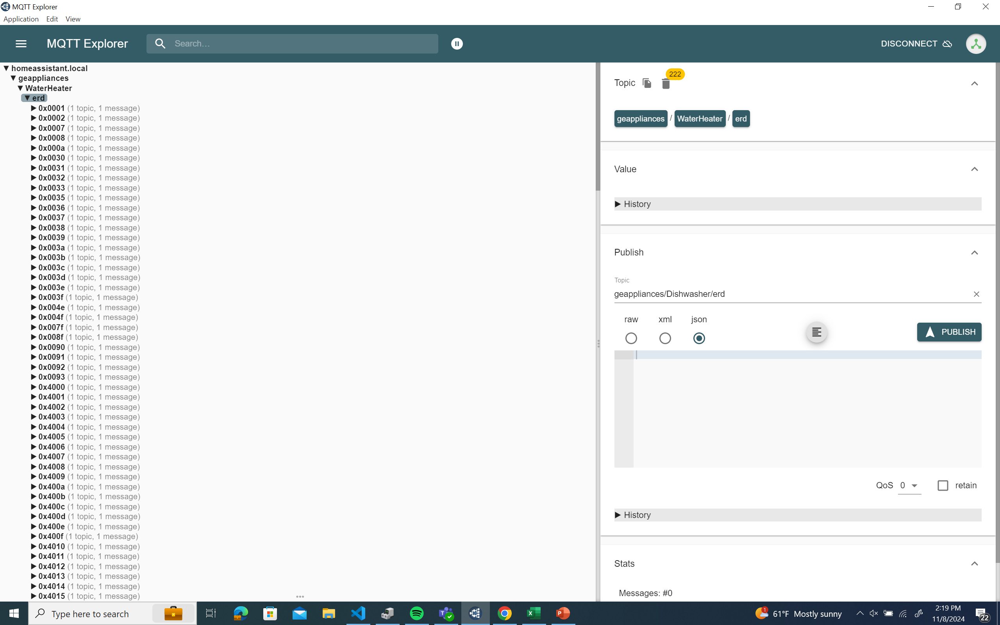 MQTT Explorer
Application Edit View
MQTT Explorer Search... DISCONNECT
▼ homeassistant.local
▼ geappliances
▼ WaterHeater
▼ erd
▶ 0x0001 (1 topic, 1 message)
▶ 0x0002 (1 topic, 1 message)
▶ 0x0007 (1 topic, 1 message)
▶ 0x0008 (1 topic, 1 message)
▶ 0x000a (1 topic, 1 message)
▶ 0x0030 (1 topic, 1 message)
▶ 0x0031 (1 topic, 1 message)
▶ 0x0032 (1 topic, 1 message)
▶ 0x0033 (1 topic, 1 message)
▶ 0x0035 (1 topic, 1 message)
▶ 0x0036 (1 topic, 1 message)
▶ 0x0037 (1 topic, 1 message)
▶ 0x0038 (1 topic, 1 message)
▶ 0x0039 (1 topic, 1 message)
▶ 0x003a (1 topic, 1 message)
▶ 0x003b (1 topic, 1 message)
▶ 0x003c (1 topic, 1 message)
▶ 0x003d (1 topic, 1 message)
▶ 0x003e (1 topic, 1 message)
▶ 0x003f (1 topic, 1 message)
▶ 0x004e (1 topic, 1 message)
▶ 0x004f (1 topic, 1 message)
▶ 0x007f (1 topic, 1 message)
▶ 0x008f (1 topic, 1 message)
▶ 0x0090 (1 topic, 1 message)
▶ 0x0091 (1 topic, 1 message)
▶ 0x0092 (1 topic, 1 message)
▶ 0x0093 (1 topic, 1 message)
▶ 0x4000 (1 topic, 1 message)
▶ 0x4001 (1 topic, 1 message)
▶ 0x4002 (1 topic, 1 message)
▶ 0x4003 (1 topic, 1 message)
▶ 0x4004 (1 topic, 1 message)
▶ 0x4005 (1 topic, 1 message)
▶ 0x4006 (1 topic, 1 message)
▶ 0x4007 (1 topic, 1 message)
▶ 0x4008 (1 topic, 1 message)
▶ 0x4009 (1 topic, 1 message)
▶ 0x400a (1 topic, 1 message)
▶ 0x400b (1 topic, 1 message)
▶ 0x400c (1 topic, 1 message)
▶ 0x400d (1 topic, 1 message)
▶ 0x400e (1 topic, 1 message)
▶ 0x400f (1 topic, 1 message)
▶ 0x4010 (1 topic, 1 message)
▶ 0x4011 (1 topic, 1 message)
▶ 0x4012 (1 topic, 1 message)
▶ 0x4013 (1 topic, 1 message)
▶ 0x4014 (1 topic, 1 message)
▶ 0x4015 (1 topic, 1 message)
Topic 222
geappliances / WaterHeater / erd
Value
▶ History
Publish
Topic
geappliances/Dishwasher/erd
raw xml json
PUBLISH
QoS 0 retain
▶ History
Stats
Messages: #0
Type here to search
1 61°F Mostly sunny
2:19 PM
11/8/2024
22